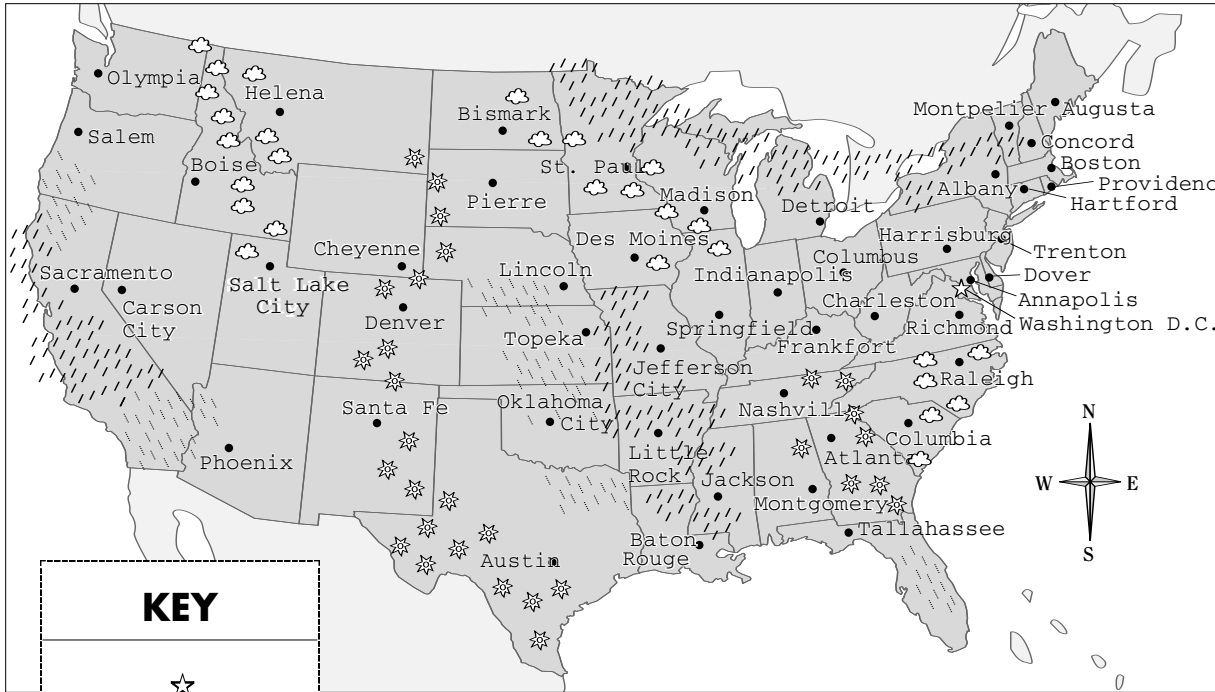 Olympia
Helena
Bismark
Montpelier
Augusta
Salem
Concord
Boise
St. Paul
Boston
Albany
Providenc
Pierre
Madison
Hartford
Detroit
Cheyenne
Des Moines
Harrisburg
Trenton
Sacramento
Lincoln
Indianapolis
Columbus
Dover
Carson
City
Salt Lake
City
Annapolis
Denver
Charleston
Topeka
Springfield
Richmond
Washington D.C.
Frankfort
Jefferson
City
Raleigh
Santa Fe
Oklahoma
City
Nashvill
Columbia
Phoenix
Little
Rock
Atlant
Jackson
Montgomery
Tallahassee
Baton
Rouge
Austin
N
W
E
S
KEY